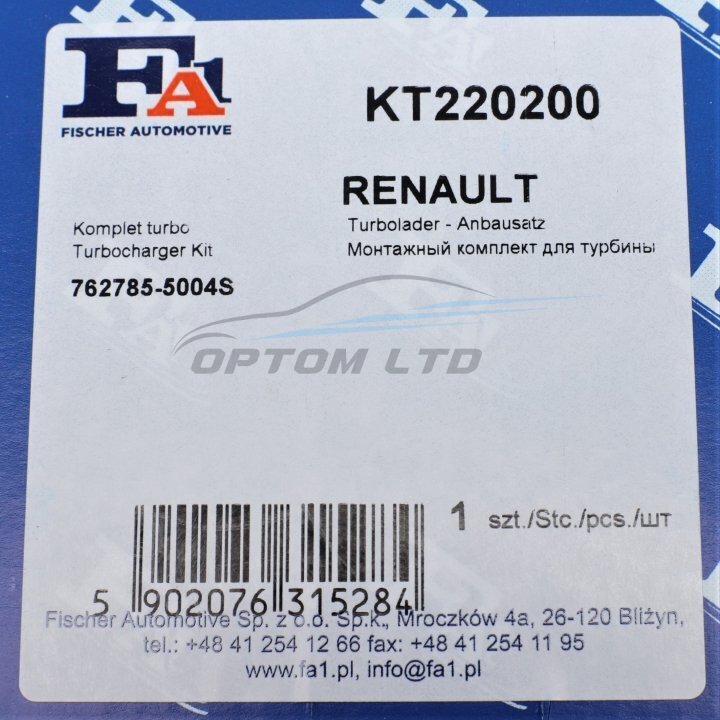 FA1
FISCHER AUTOMOTIVE
KT220200
RENAULT
Komplet turbo
Turbocharger Kit
Turbolader - Anbausatz
Монтажный комплект для турбины
762785-5004S
OPTOM LTD
1 szt./Stc./pcs./шт
5 902076 315284
Fischer Automotive Sp. z o.o. Sp.k., Mroczków 4a, 26-120 Bliżyn,
tel.: +48 41 254 12 66 fax: +48 41 254 11 95
www.fa1.pl, info@fa1.pl